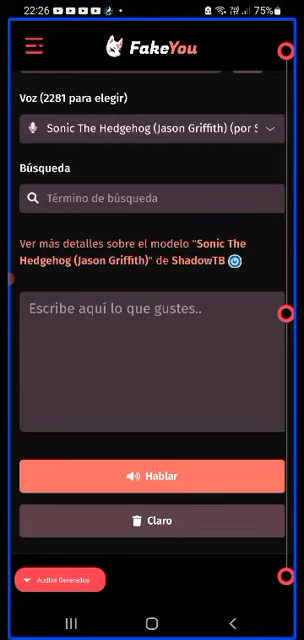 22:26
75%
FakeYou
Voz (2281 para elegir)
Sonic The Hedgehog (Jason Griffith) (por S
Búsqueda
Término de búsqueda
Ver más detalles sobre el modelo "Sonic The
Hedgehog (Jason Griffith)" de ShadowTB
Escribe aquí lo que gustes..
Hablar
Claro
Audios Generados